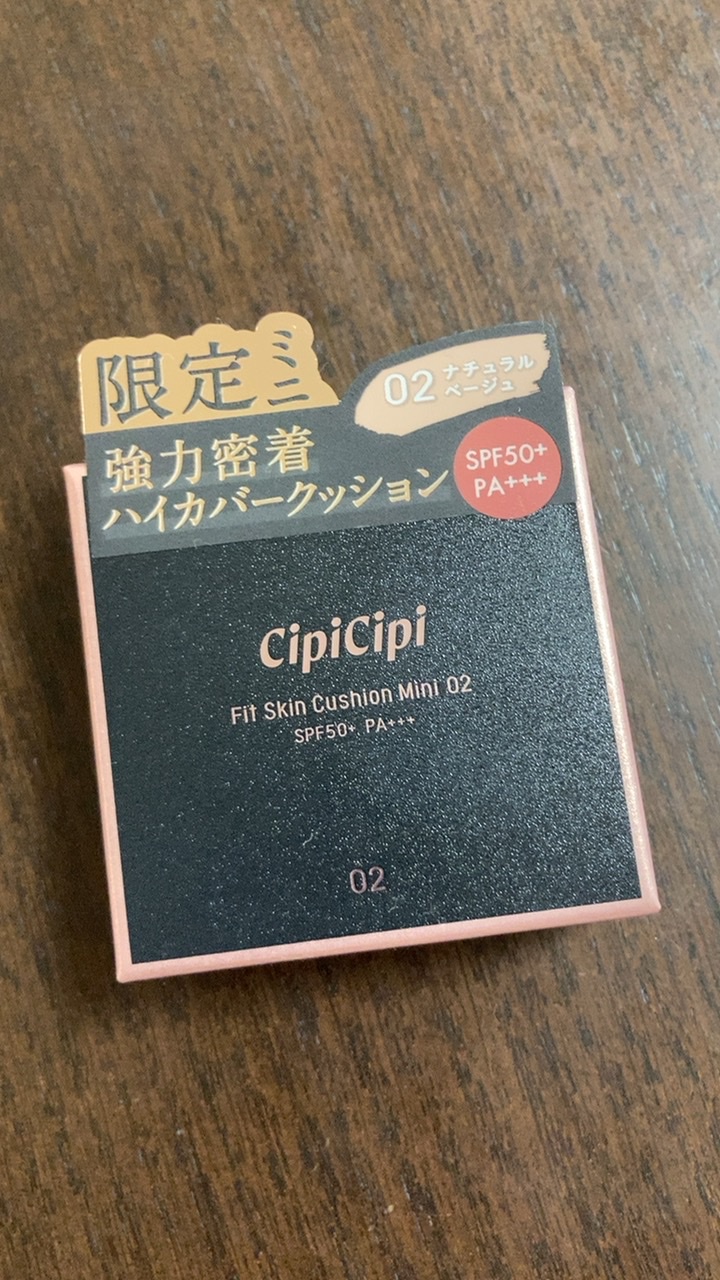 限定ミニ
02 ナチュラル
ベージュ
強力密着
ハイカバークッション
SPF50+
PA+++
CipiCipi
Fit Skin Cushion Mini 02
SPF50+ PA+++
02